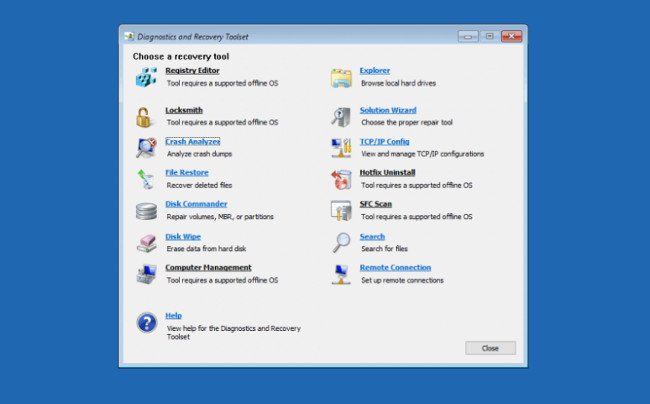 Diagnostics and Recovery Toolset
Choose a recovery tool
Registry Editor
Tool requires a supported offline OS
Locksmith
Tool requires a supported offline OS
Crash Analyzer
Analyze crash dumps
File Restore
Recover deleted files
Disk Commander
Repair volumes, MBR, or partitions
Disk Wipe
Erase data from hard disk
Computer Management
Tool requires a supported offline OS
Help
View help for the Diagnostics and Recovery
Toolset
Explorer
Browse local hard drives
Solution Wizard
Choose the proper repair tool
TCP/IP Config
View and manage TCP/IP configurations
Hotfix Uninstall
Tool requires a supported offline OS
SFC Scan
Tool requires a supported offline OS
Search
Search for files
Remote Connection
Set up remote connections
Close